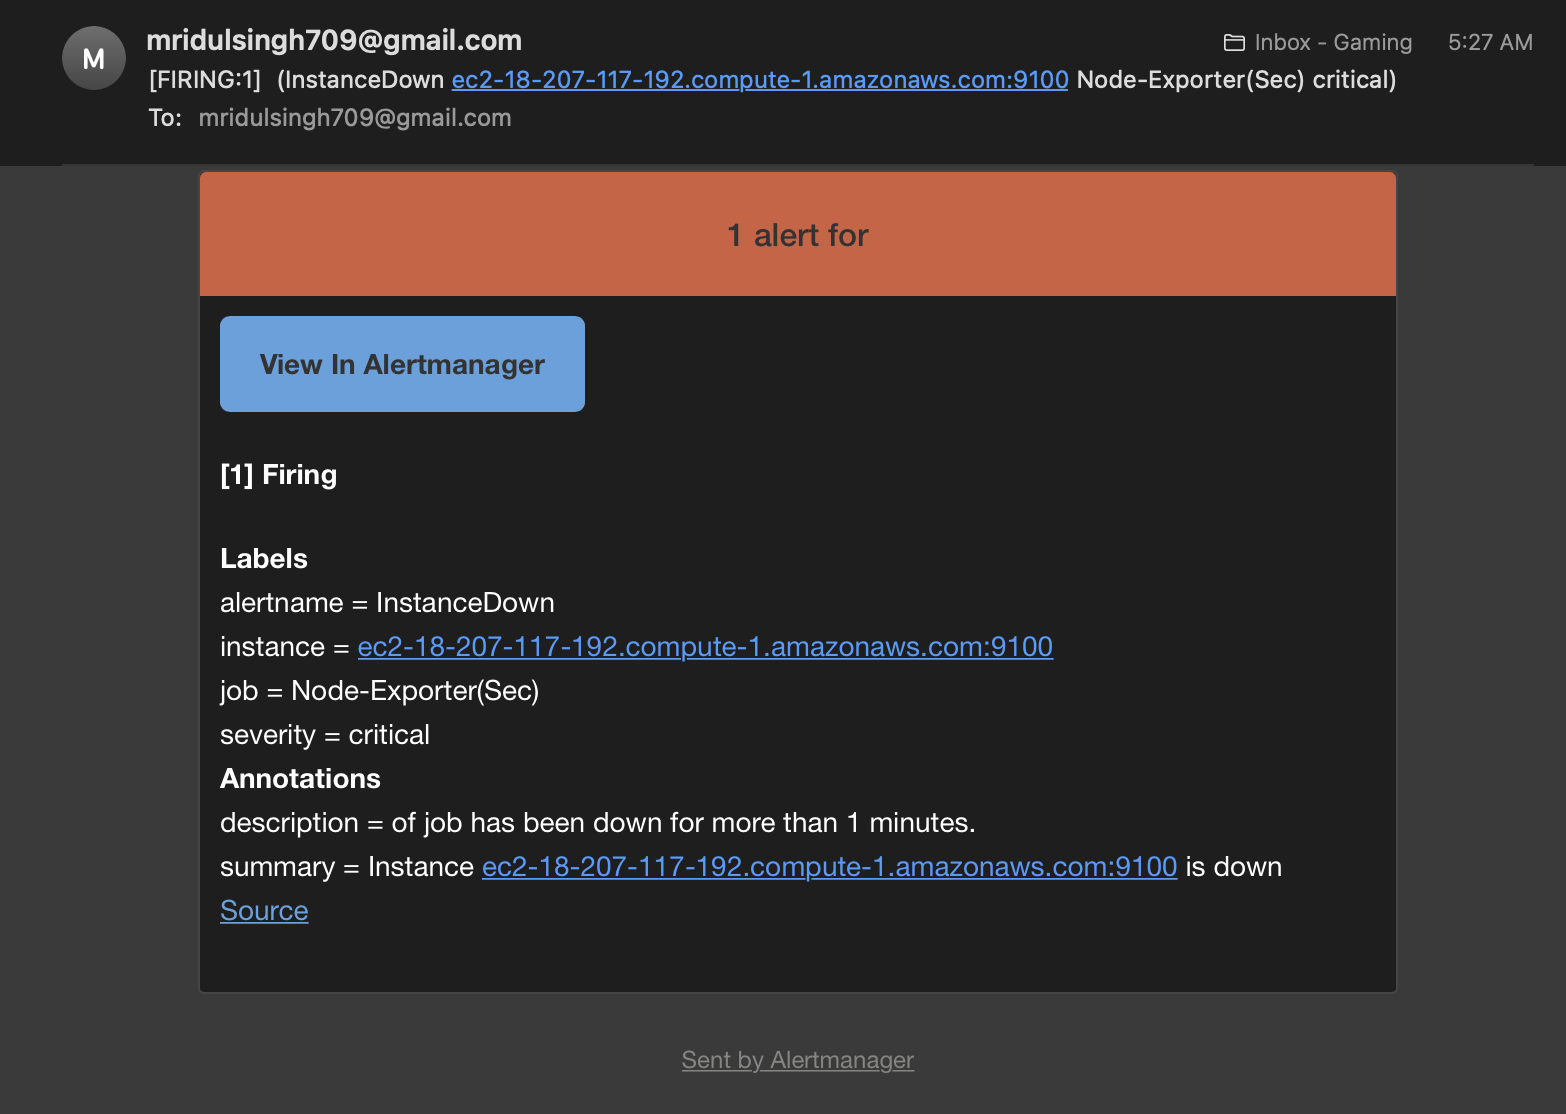 M
mridulsingh709@gmail.com
Inbox - Gaming 5:27 AM
[FIRING:1] (InstanceDown ec2-18-207-117-192.compute-1.amazonaws.com:9100 Node-Exporter(Sec) critical)
To: mridulsingh709@gmail.com
1 alert for
View In Alertmanager
[1] Firing
Labels
alertname = InstanceDown
instance = ec2-18-207-117-192.compute-1.amazonaws.com:9100
job = Node-Exporter(Sec)
severity = critical
Annotations
description = of job has been down for more than 1 minutes.
summary = Instance ec2-18-207-117-192.compute-1.amazonaws.com:9100 is down
Source
Sent by Alertmanager